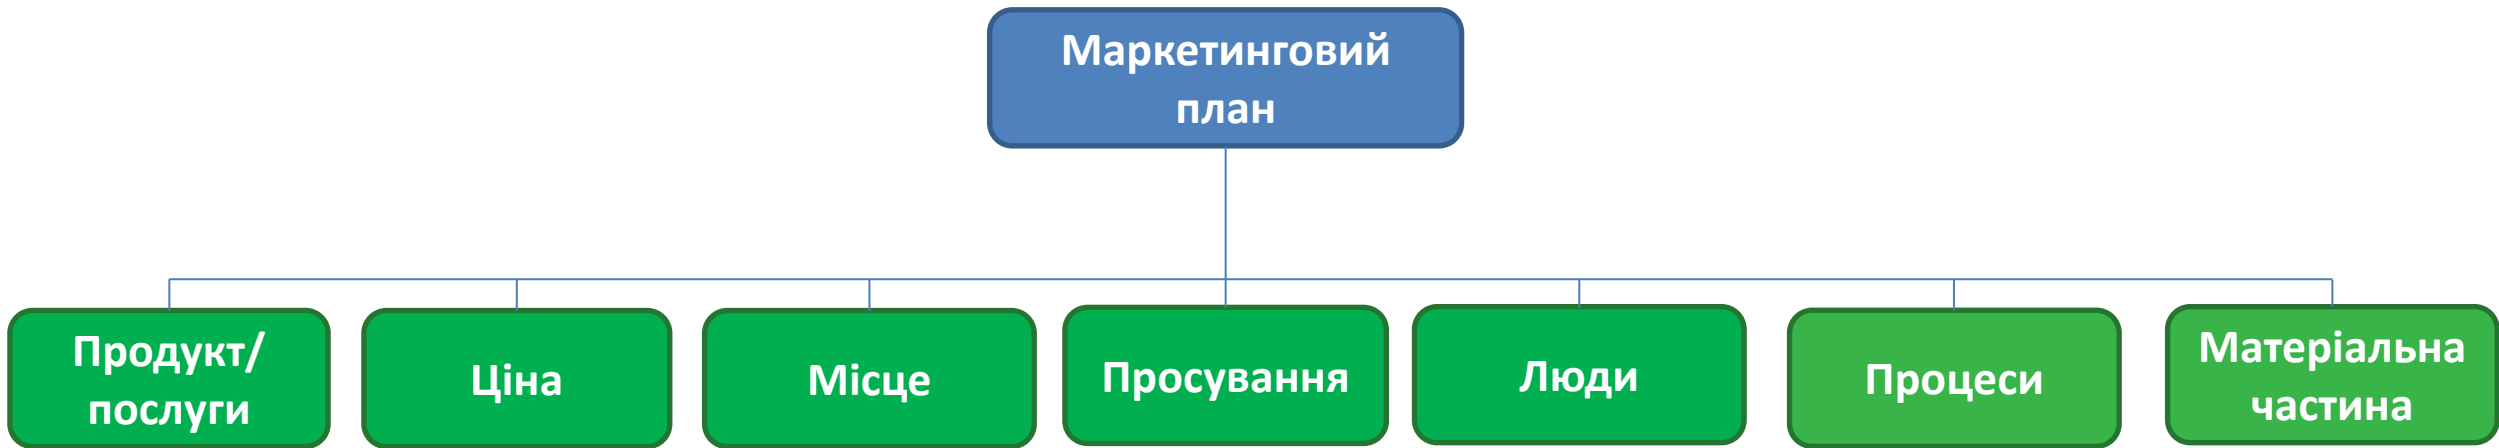 Маркетинговий
план
Продукт/
послуги
Ціна
Місце
Просування
Люди
Процеси
Матеріальна
частина